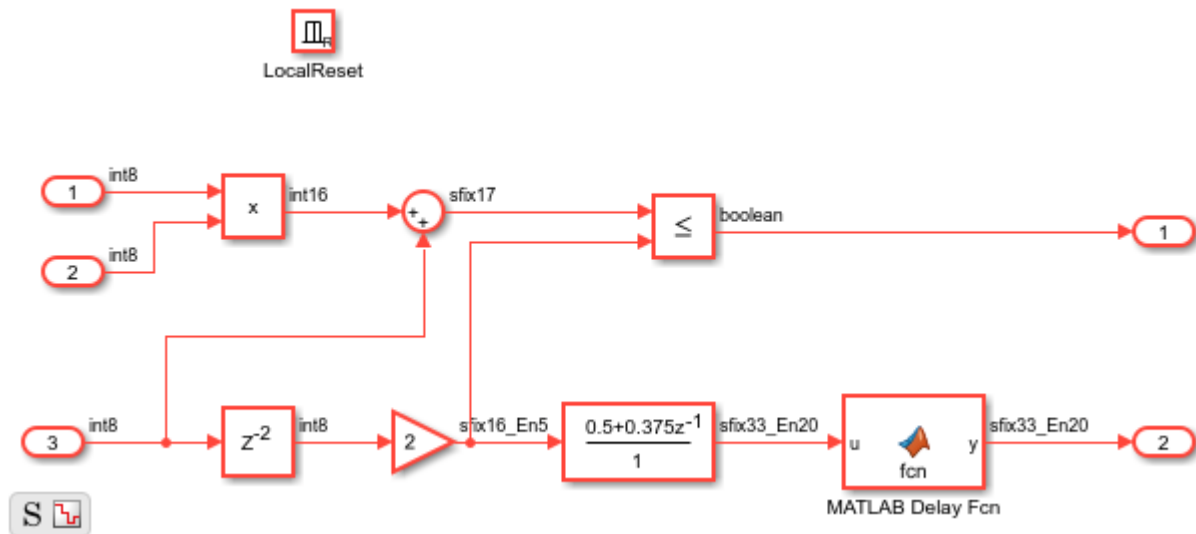 R
LocalReset
int8
1
x
int16
+
+
sfix17
≤
boolean
1
int8
2
int8
3
Z-2
int8
2
sfix16_En5
0.5+0.375z-1
1
sfix33_En20
u
fcn
y
sfix33_En20
2
MATLAB Delay Fcn
S